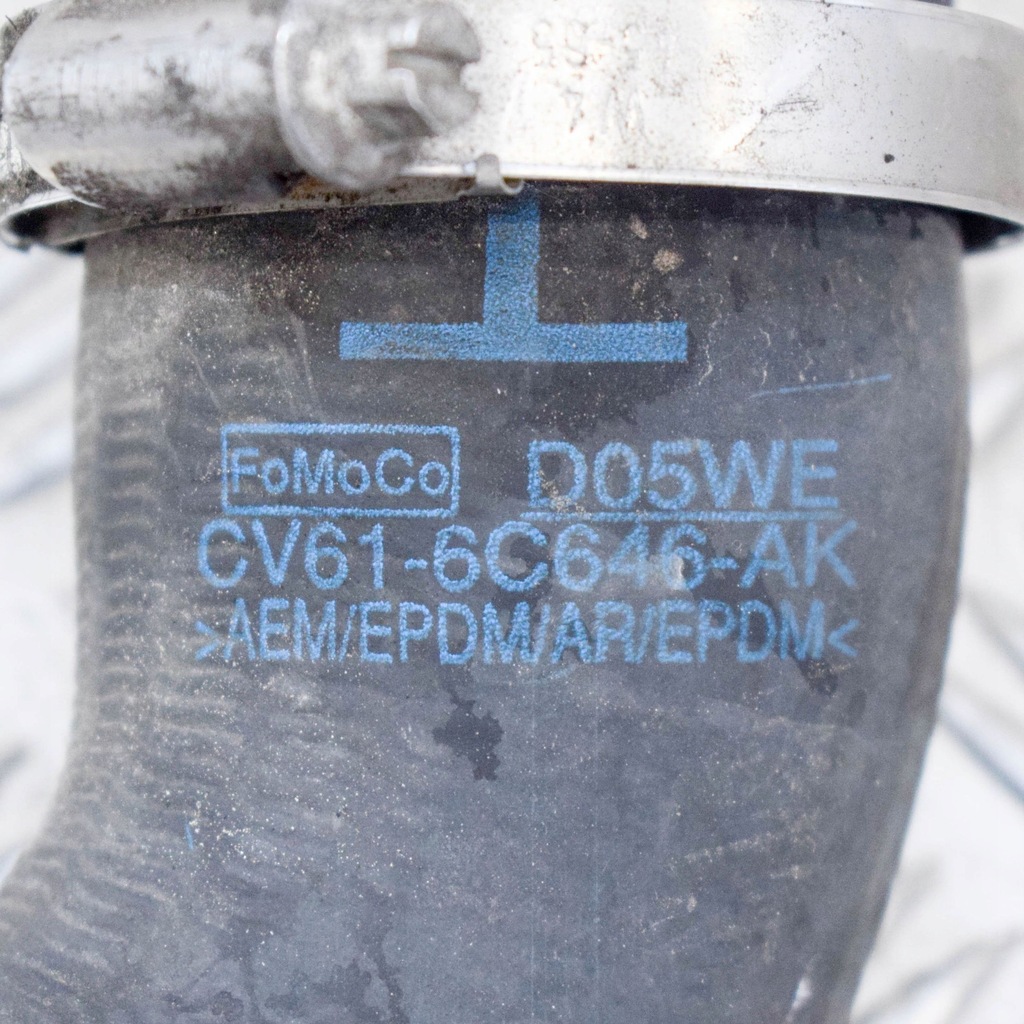 FoMoCo D05WE
CV61-6C646-AK
>AEM/EPDM/AR/EPDM<